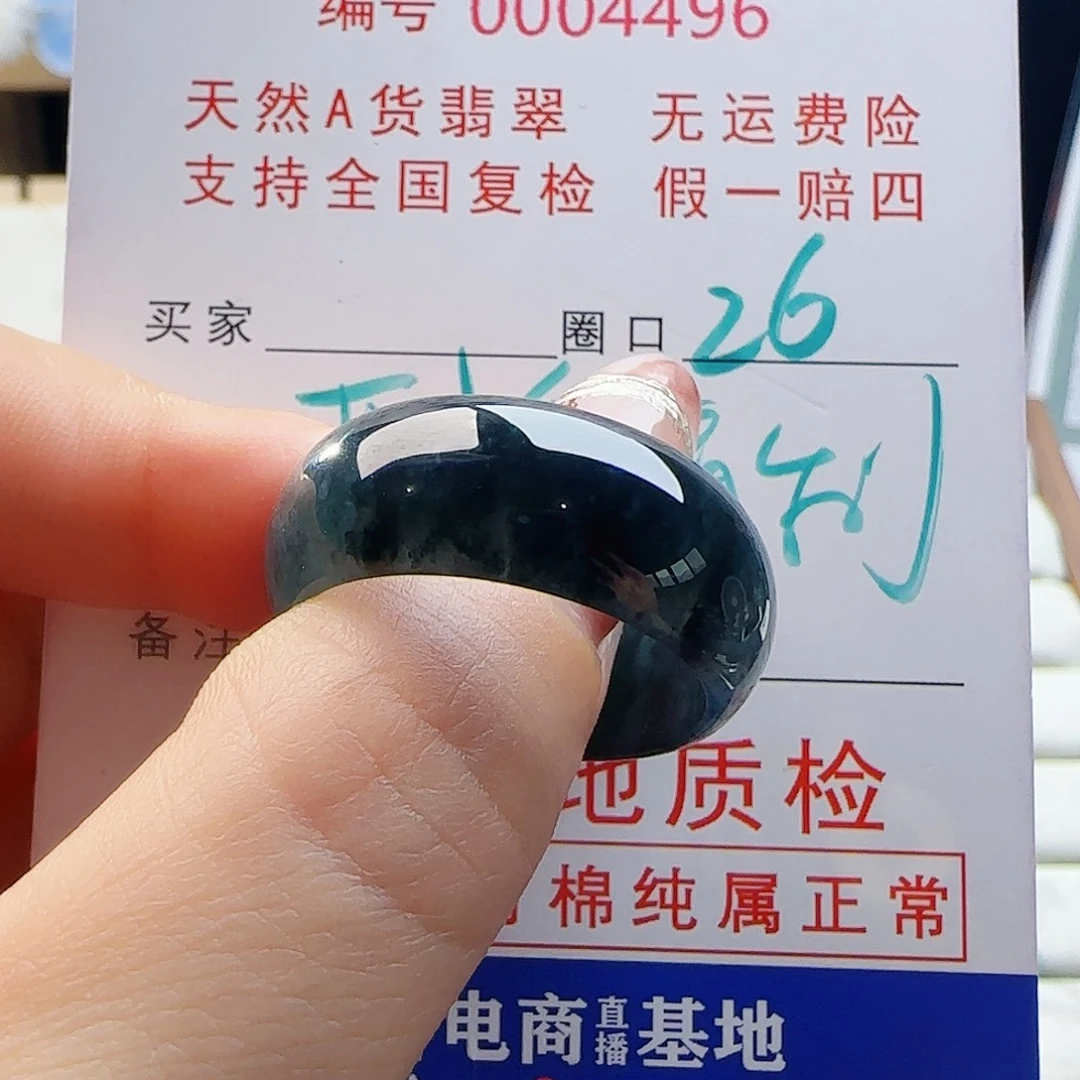 编号 0004496
天然A货翡翠 无运费险
支持全国复检 假一赔四
买家 圈口 26
备注
地质检
棉纯属正常
电商直播基地